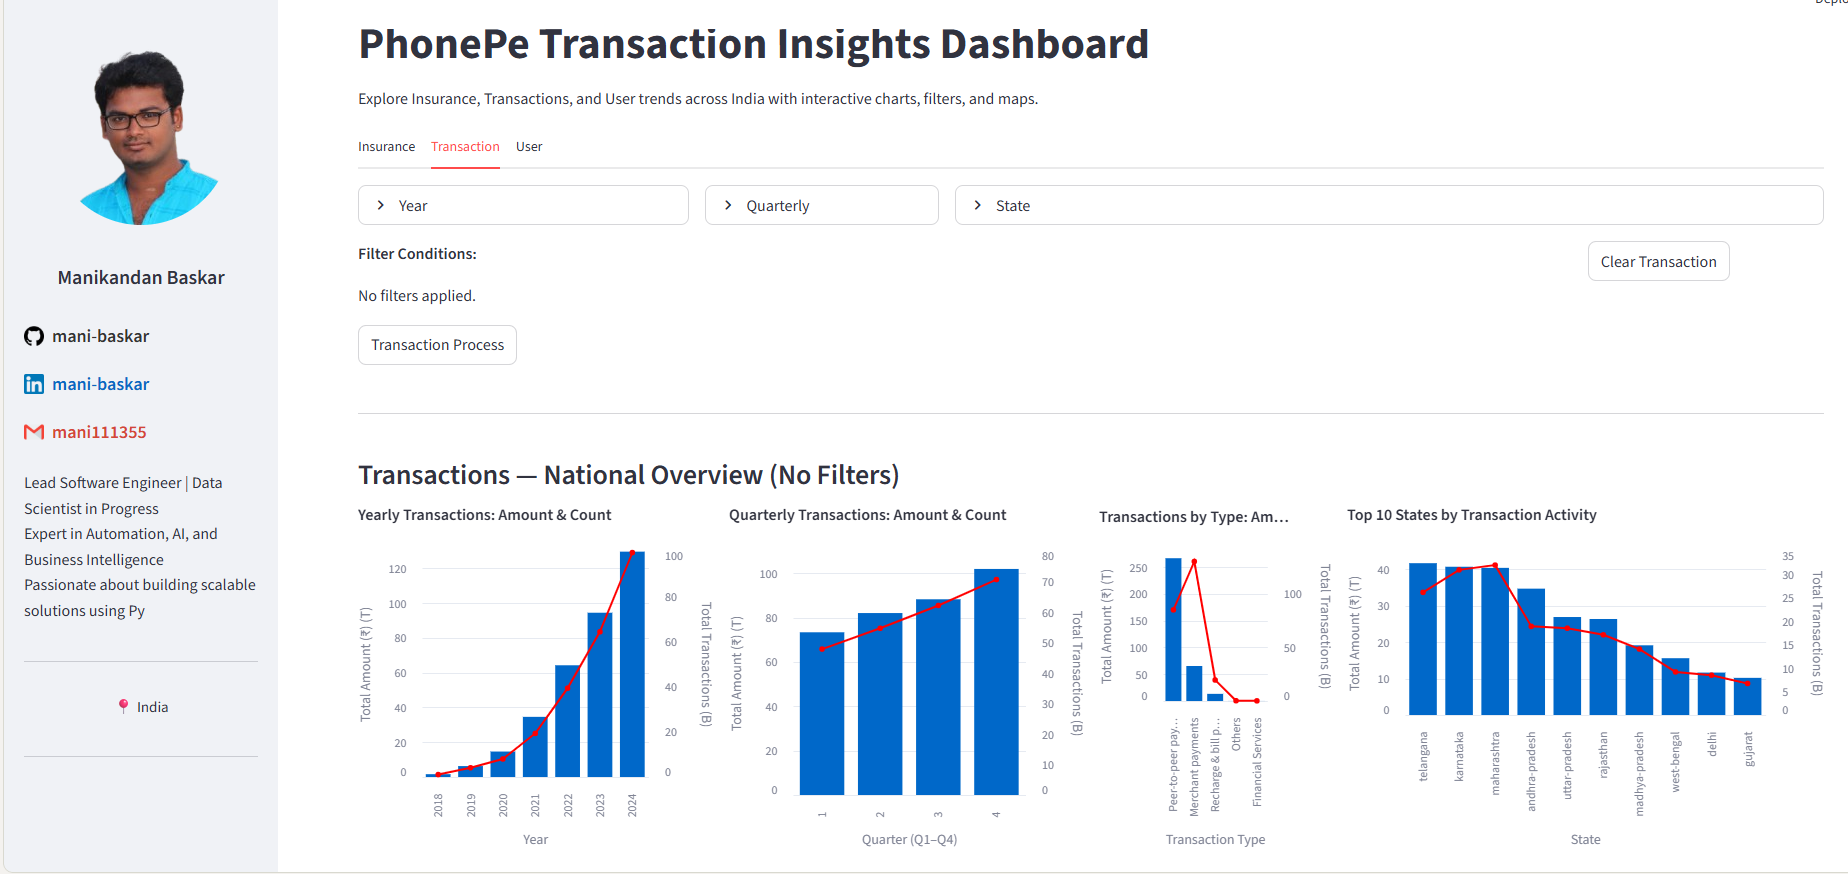 PhonePe Transaction Insights Dashboard
Explore Insurance, Transactions, and User trends across India with interactive charts, filters, and maps.
Insurance Transaction User
Year Quarterly State
Filter Conditions:
Clear Transaction
No filters applied.
Transaction Process
Manikandan Baskar
mani-baskar
mani-baskar
mani111355
Lead Software Engineer | Data
Scientist in Progress
Expert in Automation, AI, and
Business Intelligence
Passionate about building scalable
solutions using Py
India
Transactions — National Overview (No Filters)
Yearly Transactions: Amount & Count
Total Amount (₹) (T)
120
100
80
60
40
20
0
100
80
60
40
20
0
Total Transactions (B)
2018 2019 2020 2021 2022 2023 2024
Year
Quarterly Transactions: Amount & Count
Total Amount (₹) (T)
100
80
60
40
20
0
80
70
60
50
40
30
20
10
0
Total Transactions (B)
1 2 3 4
Quarter (Q1–Q4)
Transactions by Type: Am...
Total Amount (₹) (T)
250
200
150
100
50
0
100
50
0
Total Transactions (B)
Peer-to-peer pay...
Merchant payments
Recharge & bill p...
Others
Financial Services
Transaction Type
Top 10 States by Transaction Activity
Total Amount (₹) (T)
40
30
20
10
0
35
30
25
20
15
10
5
0
Total Transactions (B)
telangana
karnataka
maharashtra
andhra-pradesh
uttar-pradesh
rajasthan
madhya-pradesh
west-bengal
delhi
gujarat
State